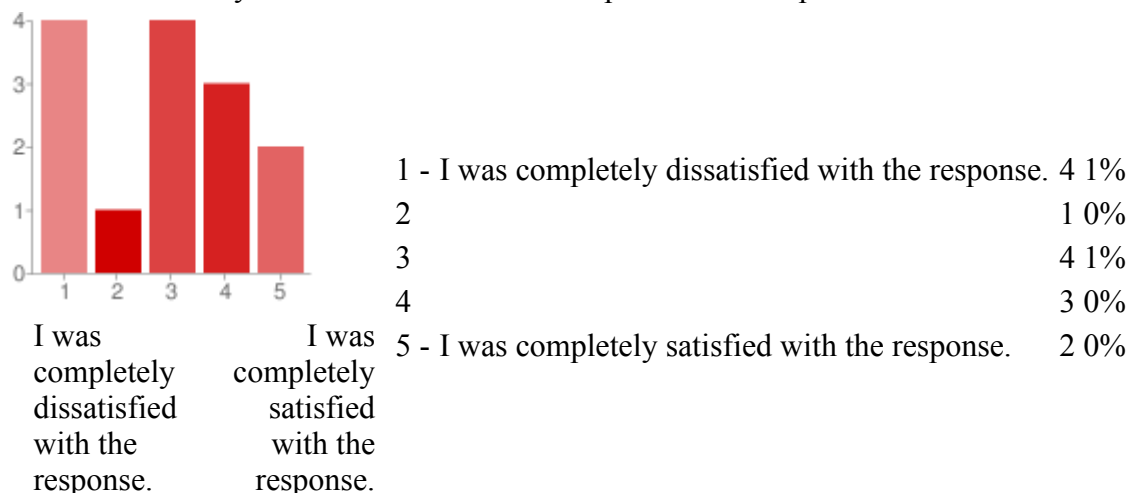 4
3
2
1
0
1 2 3 4 5
I was completely dissatisfied with the response.
I was completely satisfied with the response.
1 - I was completely dissatisfied with the response. 4 1%
2 1 0%
3 4 1%
4 3 0%
5 - I was completely satisfied with the response. 2 0%